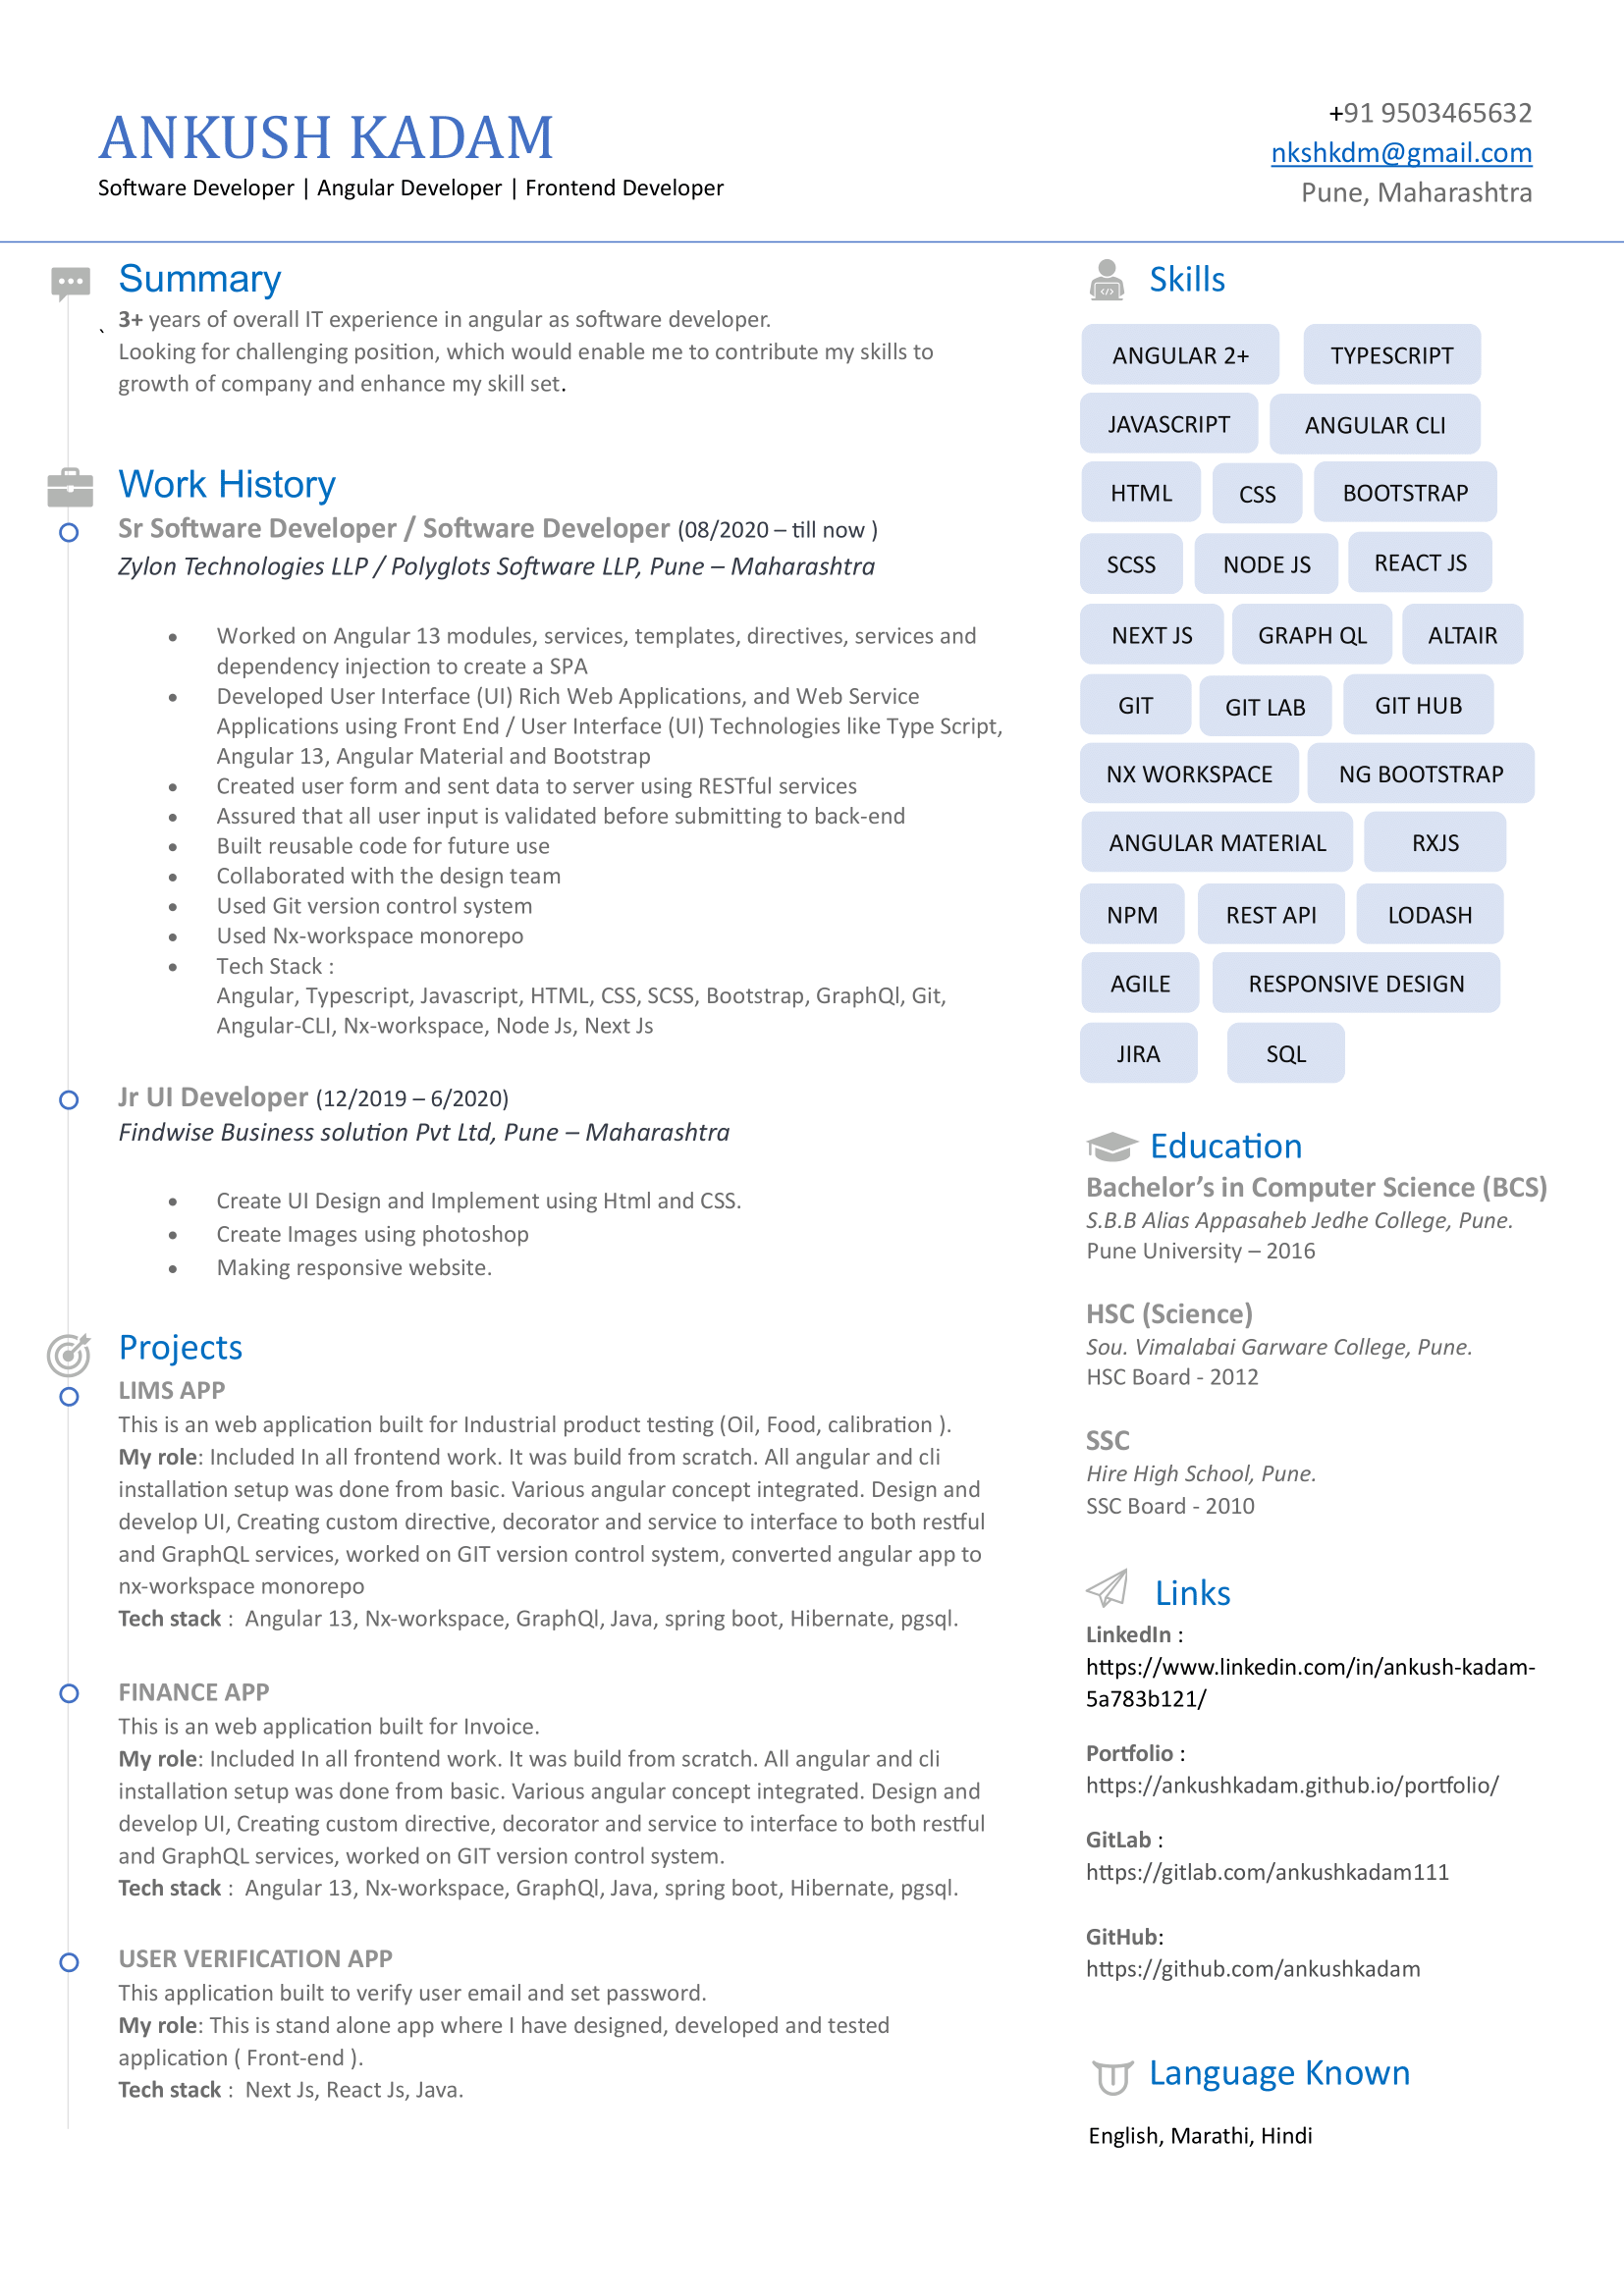 ANKUSH KADAM
Software Developer | Angular Developer | Frontend Developer
+91 9503465632
nkshkdm@gmail.com
Pune, Maharashtra
Summary
3+ years of overall IT experience in angular as software developer.
`
Looking for challenging position, which would enable me to contribute my skills to
growth of company and enhance my skill set.
Work History
Sr Software Developer / Software Developer (08/2020 – till now )
Zylon Technologies LLP / Polyglots Software LLP, Pune – Maharashtra
• Worked on Angular 13 modules, services, templates, directives, services and
dependency injection to create a SPA
• Developed User Interface (UI) Rich Web Applications, and Web Service
Applications using Front End / User Interface (UI) Technologies like Type Script,
Angular 13, Angular Material and Bootstrap
• Created user form and sent data to server using RESTful services
• Assured that all user input is validated before submitting to back-end
• Built reusable code for future use
• Collaborated with the design team
• Used Git version control system
• Used Nx-workspace monorepo
• Tech Stack :
Angular, Typescript, Javascript, HTML, CSS, SCSS, Bootstrap, GraphQl, Git,
Angular-CLI, Nx-workspace, Node Js, Next Js
Jr UI Developer (12/2019 – 6/2020)
Findwise Business solution Pvt Ltd, Pune – Maharashtra
• Create UI Design and Implement using Html and CSS.
• Create Images using photoshop
• Making responsive website.
Projects
LIMS APP
This is an web application built for Industrial product testing (Oil, Food, calibration ).
My role: Included In all frontend work. It was build from scratch. All angular and cli
installation setup was done from basic. Various angular concept integrated. Design and
develop UI, Creating custom directive, decorator and service to interface to both restful
and GraphQL services, worked on GIT version control system, converted angular app to
nx-workspace monorepo
Tech stack : Angular 13, Nx-workspace, GraphQl, Java, spring boot, Hibernate, pgsql.
FINANCE APP
This is an web application built for Invoice.
My role: Included In all frontend work. It was build from scratch. All angular and cli
installation setup was done from basic. Various angular concept integrated. Design and
develop UI, Creating custom directive, decorator and service to interface to both restful
and GraphQL services, worked on GIT version control system.
Tech stack : Angular 13, Nx-workspace, GraphQl, Java, spring boot, Hibernate, pgsql.
USER VERIFICATION APP
This application built to verify user email and set password.
My role: This is stand alone app where I have designed, developed and tested
application ( Front-end ).
Tech stack : Next Js, React Js, Java.
Skills
ANGULAR 2+ TYPESCRIPT
JAVASCRIPT ANGULAR CLI
HTML CSS BOOTSTRAP
SCSS NODE JS REACT JS
NEXT JS GRAPH QL ALTAIR
GIT GIT LAB GIT HUB
NX WORKSPACE NG BOOTSTRAP
ANGULAR MATERIAL RXJS
NPM REST API LODASH
AGILE RESPONSIVE DESIGN
JIRA SQL
Education
Bachelor’s in Computer Science (BCS)
S.B.B Alias Appasaheb Jedhe College, Pune.
Pune University – 2016
HSC (Science)
Sou. Vimalabai Garware College, Pune.
HSC Board - 2012
SSC
Hire High School, Pune.
SSC Board - 2010
Links
LinkedIn :
https://www.linkedin.com/in/ankush-kadam-
5a783b121/
Portfolio :
https://ankushkadam.github.io/portfolio/
GitLab :
https://gitlab.com/ankushkadam111
GitHub:
https://github.com/ankushkadam
Language Known
English, Marathi, Hindi